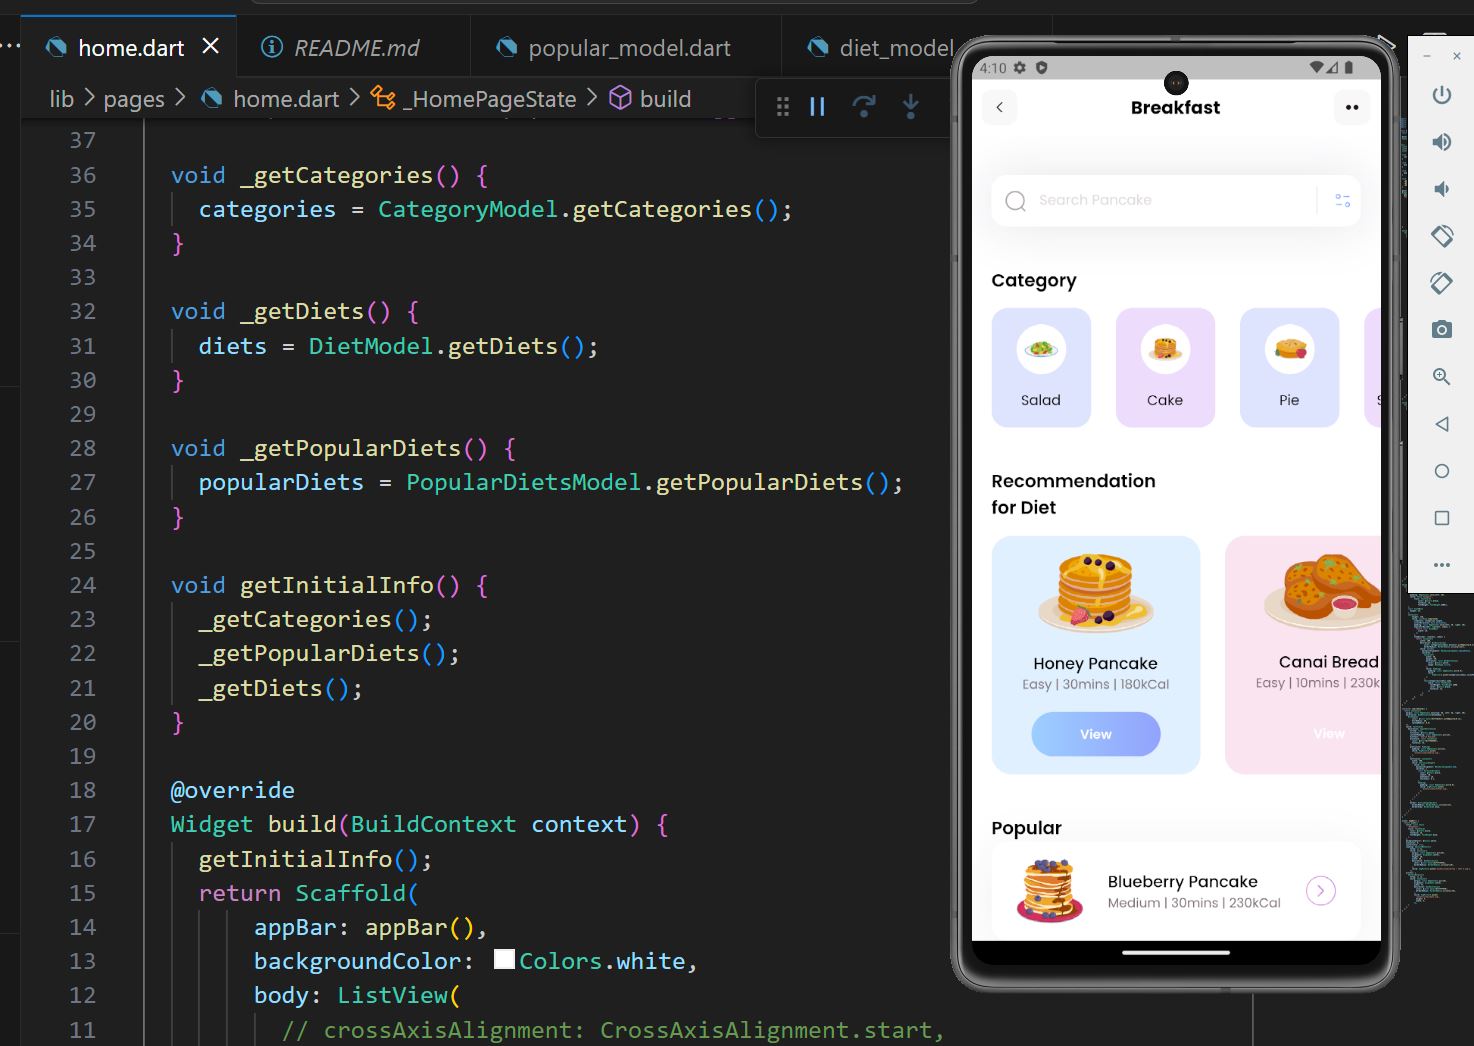 home.dart
README.md
popular_model.dart
diet_model
lib > pages > home.dart > _HomePageState > build
37
36 void _getCategories() {
35 categories = CategoryModel.getCategories();
34 }
33
32 void _getDiets() {
31 diets = DietModel.getDiets();
30 }
29
28 void _getPopularDiets() {
27 popularDiets = PopularDietsModel.getPopularDiets();
26 }
25
24 void getInitialInfo() {
23 _getCategories();
22 _getPopularDiets();
21 _getDiets();
20 }
19
18 @override
17 Widget build(BuildContext context) {
16 getInitialInfo();
15 return Scaffold(
14 appBar: appBar(),
13 backgroundColor: Colors.white,
12 body: ListView(
11 // crossAxisAlignment: CrossAxisAlignment.start,
4:10
Breakfast
Search Pancake
Category
Salad
Cake
Pie
Recommendation
for Diet
Honey Pancake
Easy | 30mins | 180kCal
View
Canai Bread
Easy | 10mins | 230k
View
Popular
Blueberry Pancake
Medium | 30mins | 230kCal